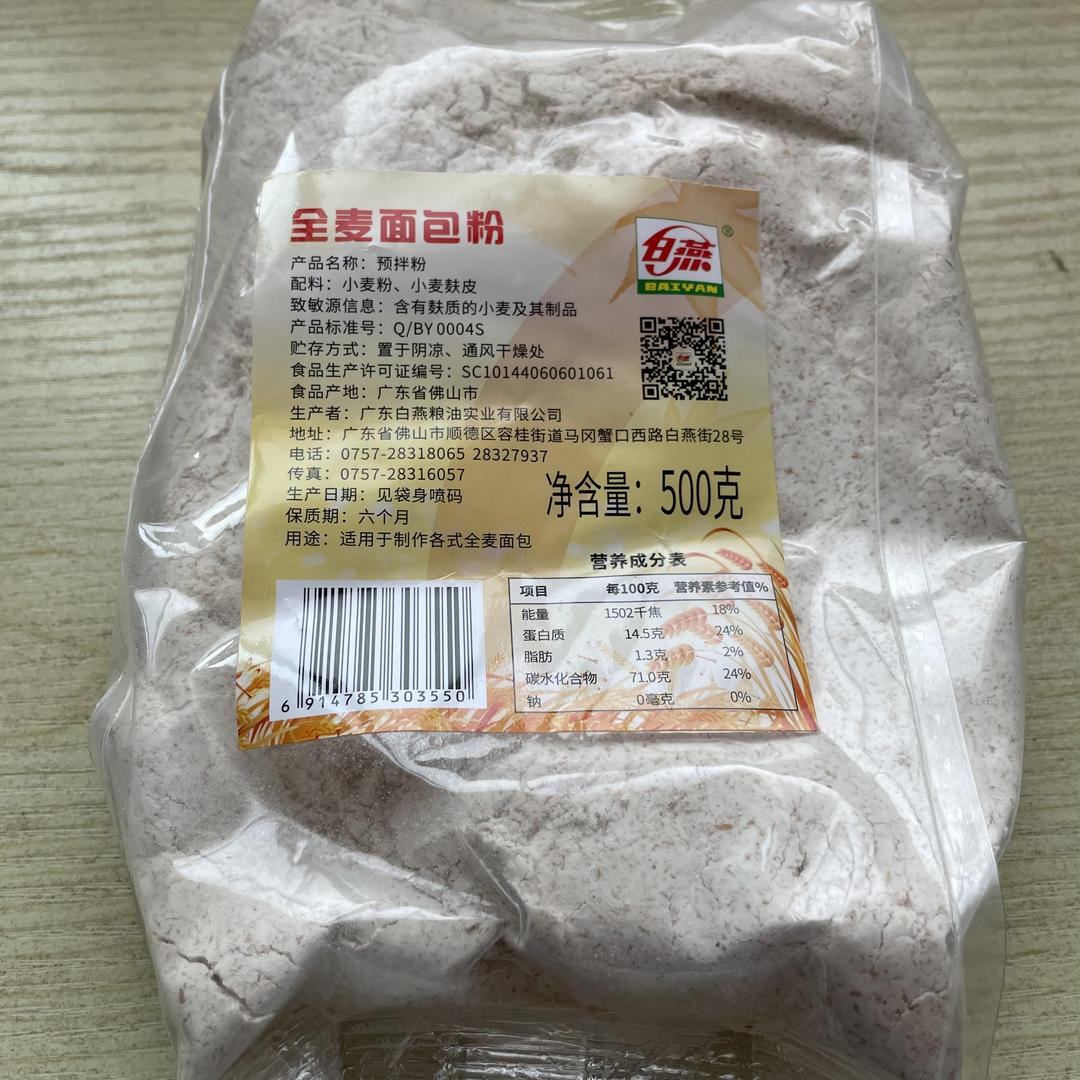 全麦面包粉
白燕®
BAIYAN
产品名称：预拌粉
配料：小麦粉、小麦麸皮
致敏源信息：含有麸质的小麦及其制品
产品标准号：Q/BY 0004S
贮存方式：置于阴凉、通风干燥处
食品生产许可证编号：SC10144060601061
食品产地：广东省佛山市
生产者：广东白燕粮油实业有限公司
地址：广东省佛山市顺德区容桂街道马冈蟹口西路白燕街28号
电话：0757-28318065 28327937
传真：0757-28316057
生产日期：见袋身喷码
保质期：六个月
用途：适用于制作各式全麦面包
净含量：500克
营养成分表
项目 每100克 营养素参考值%
能量 1502千焦 18%
蛋白质 14.5克 24%
脂肪 1.3克 2%
碳水化合物 71.0克 24%
钠 0毫克 0%
6 914785 303550